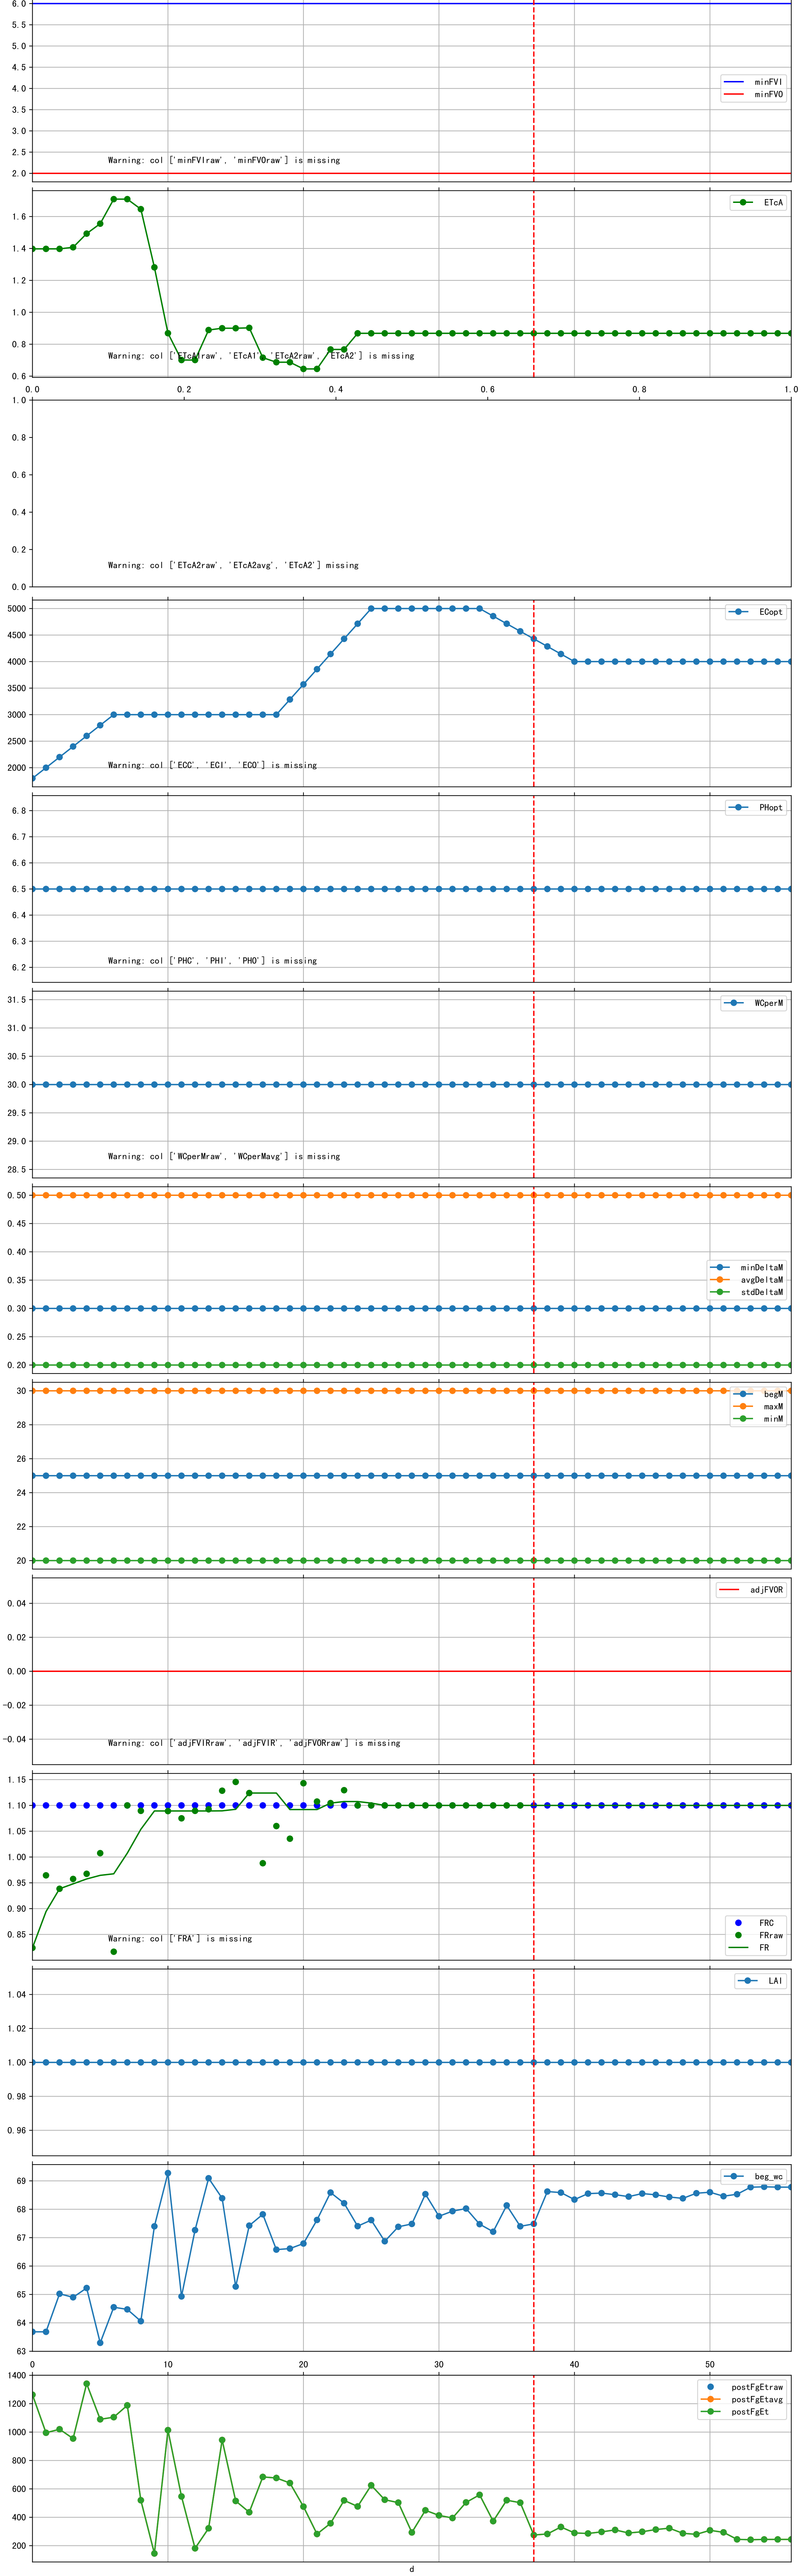 6.0
5.5
5.0
4.5
4.0
3.5
3.0
2.5
2.0
minFVI
minFVO
Warning: col ['minFVIraw', 'minFVOraw'] is missing
1.6
1.4
1.2
1.0
0.8
0.6
ETcA
Warning: col ['ETcA1raw', 'ETcA1', 'ETcA2raw', 'ETcA2'] is missing
0.0 0.2 0.4 0.6 0.8 1.0
1.0
0.8
0.6
0.4
0.2
0.0
Warning: col ['ETcA2raw', 'ETcA2avg', 'ETcA2'] missing
5000
4500
4000
3500
3000
2500
2000
ECopt
Warning: col ['ECC', 'ECI', 'ECO'] is missing
6.8
6.7
6.6
6.5
6.4
6.3
6.2
PHopt
Warning: col ['PHC', 'PHI', 'PHO'] is missing
31.5
31.0
30.5
30.0
29.5
29.0
28.5
WCperM
Warning: col ['WCperMraw', 'WCperMavg'] is missing
0.50
0.45
0.40
0.35
0.30
0.25
0.20
minDeltaM
avgDeltaM
stdDeltaM
30
28
26
24
22
20
begM
maxM
minM
0.04
0.02
0.00
-0.02
-0.04
adjFVOR
Warning: col ['adjFVIRraw', 'adjFVIR', 'adjFVORraw'] is missing
1.15
1.10
1.05
1.00
0.95
0.90
0.85
FRC
FRraw
FR
Warning: col ['FRA'] is missing
1.04
1.02
1.00
0.98
0.96
LAI
69
68
67
66
65
64
63
beg_wc
0 10 20 30 40 50
1400
1200
1000
800
600
400
200
postFgEtraw
postFgEtavg
postFgEt
d